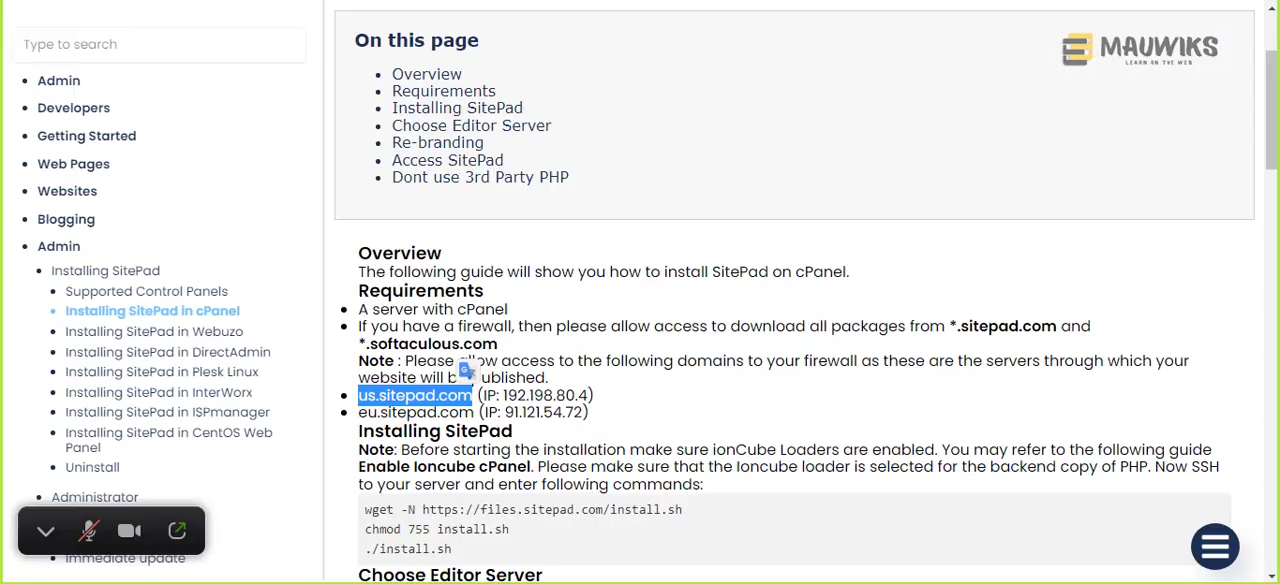 Type to search
Admin
Developers
Getting Started
Web Pages
Websites
Blogging
Admin
Installing SitePad
Supported Control Panels
Installing SitePad in cPanel
Installing SitePad in Webuzo
Installing SitePad in DirectAdmin
Installing SitePad in Plesk Linux
Installing SitePad in InterWorx
Installing SitePad in ISPmanager
Installing SitePad in CentOS Web
Panel
Uninstall
Administrator
Immediate update
On this page
MAUWIKS
LEARN ON THE WEB
Overview
Requirements
Installing SitePad
Choose Editor Server
Re-branding
Access SitePad
Dont use 3rd Party PHP
Overview
The following guide will show you how to install SitePad on cPanel.
Requirements
A server with cPanel
If you have a firewall, then please allow access to download all packages from *.sitepad.com and
*.softaculous.com
Note : Please allow access to the following domains to your firewall as these are the servers through which your
website will be published.
us.sitepad.com (IP: 192.198.80.4)
eu.sitepad.com (IP: 91.121.54.72)
Installing SitePad
Note: Before starting the installation make sure ionCube Loaders are enabled. You may refer to the following guide
Enable Ioncube cPanel. Please make sure that the Ioncube loader is selected for the backend copy of PHP. Now SSH
to your server and enter following commands:
wget -N https://files.sitepad.com/install.sh
chmod 755 install.sh
./install.sh
Choose Editor Server